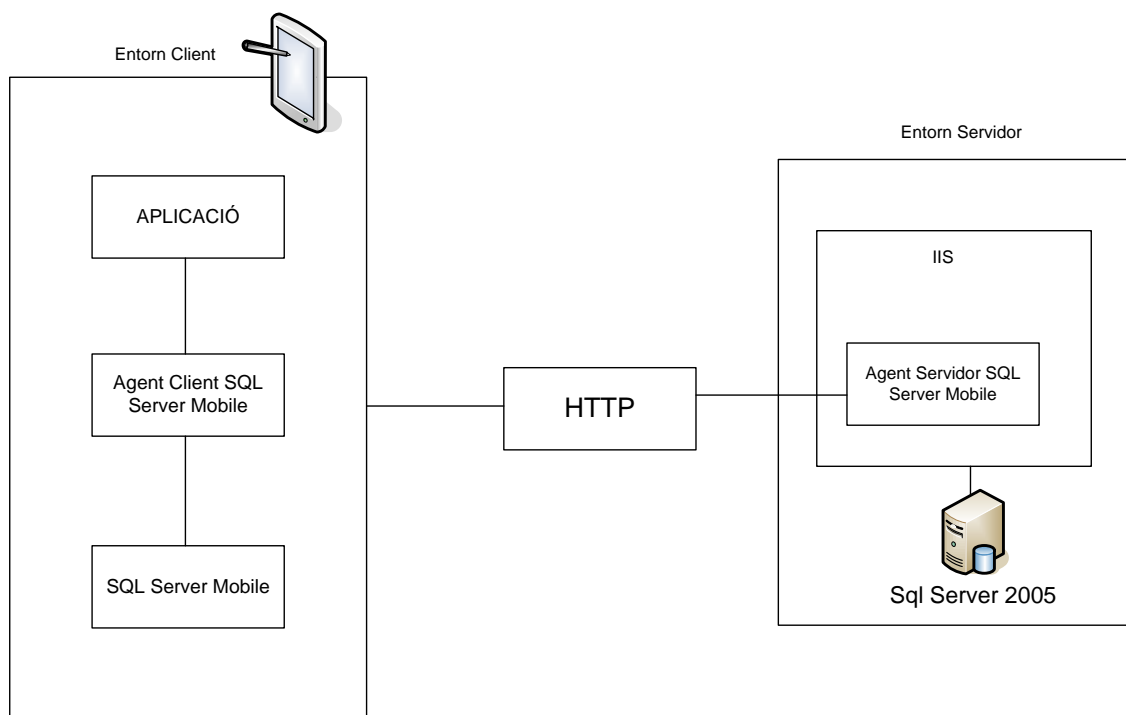 Entorn Client
APLICACIÓ
Agent Client SQL
Server Mobile
SQL Server Mobile
HTTP
Entorn Servidor
IIS
Agent Servidor SQL
Server Mobile
Sql Server 2005